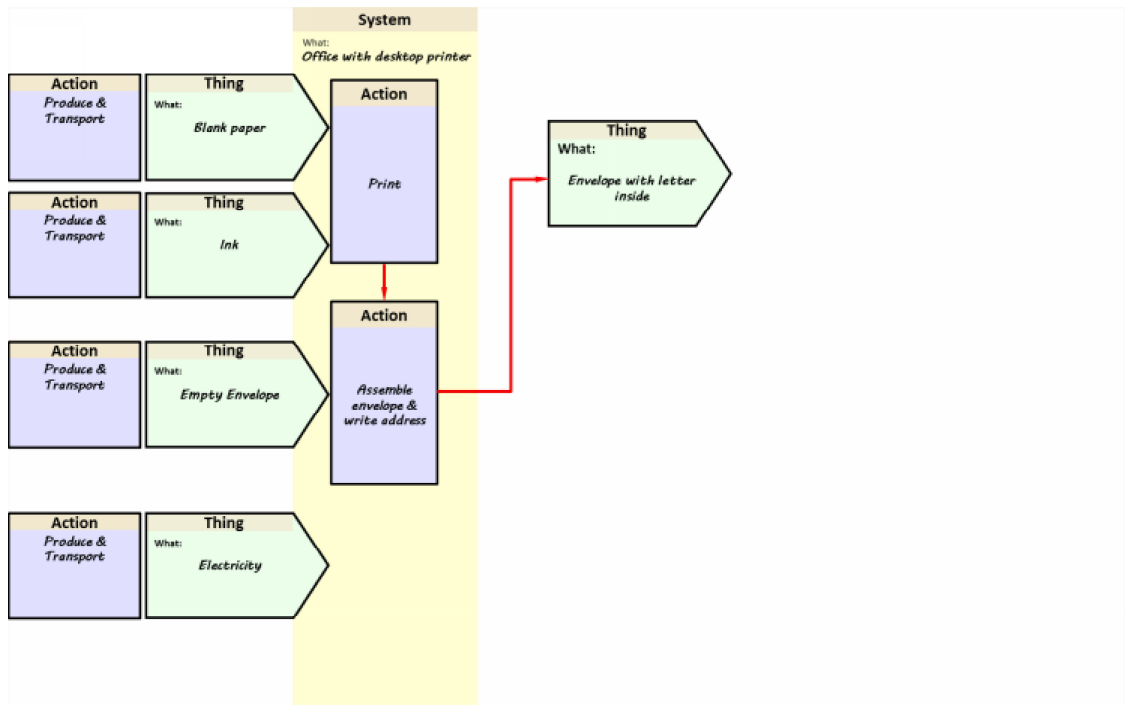 System
What:
Office with desktop printer
Action
Produce &
Transport
Thing
What:
Blank paper
Action
Print
Thing
What:
Envelope with letter
inside
Action
Produce &
Transport
Thing
What:
Ink
Action
Assemble
envelope &
write address
Action
Produce &
Transport
Thing
What:
Empty Envelope
Action
Produce &
Transport
Thing
What:
Electricity